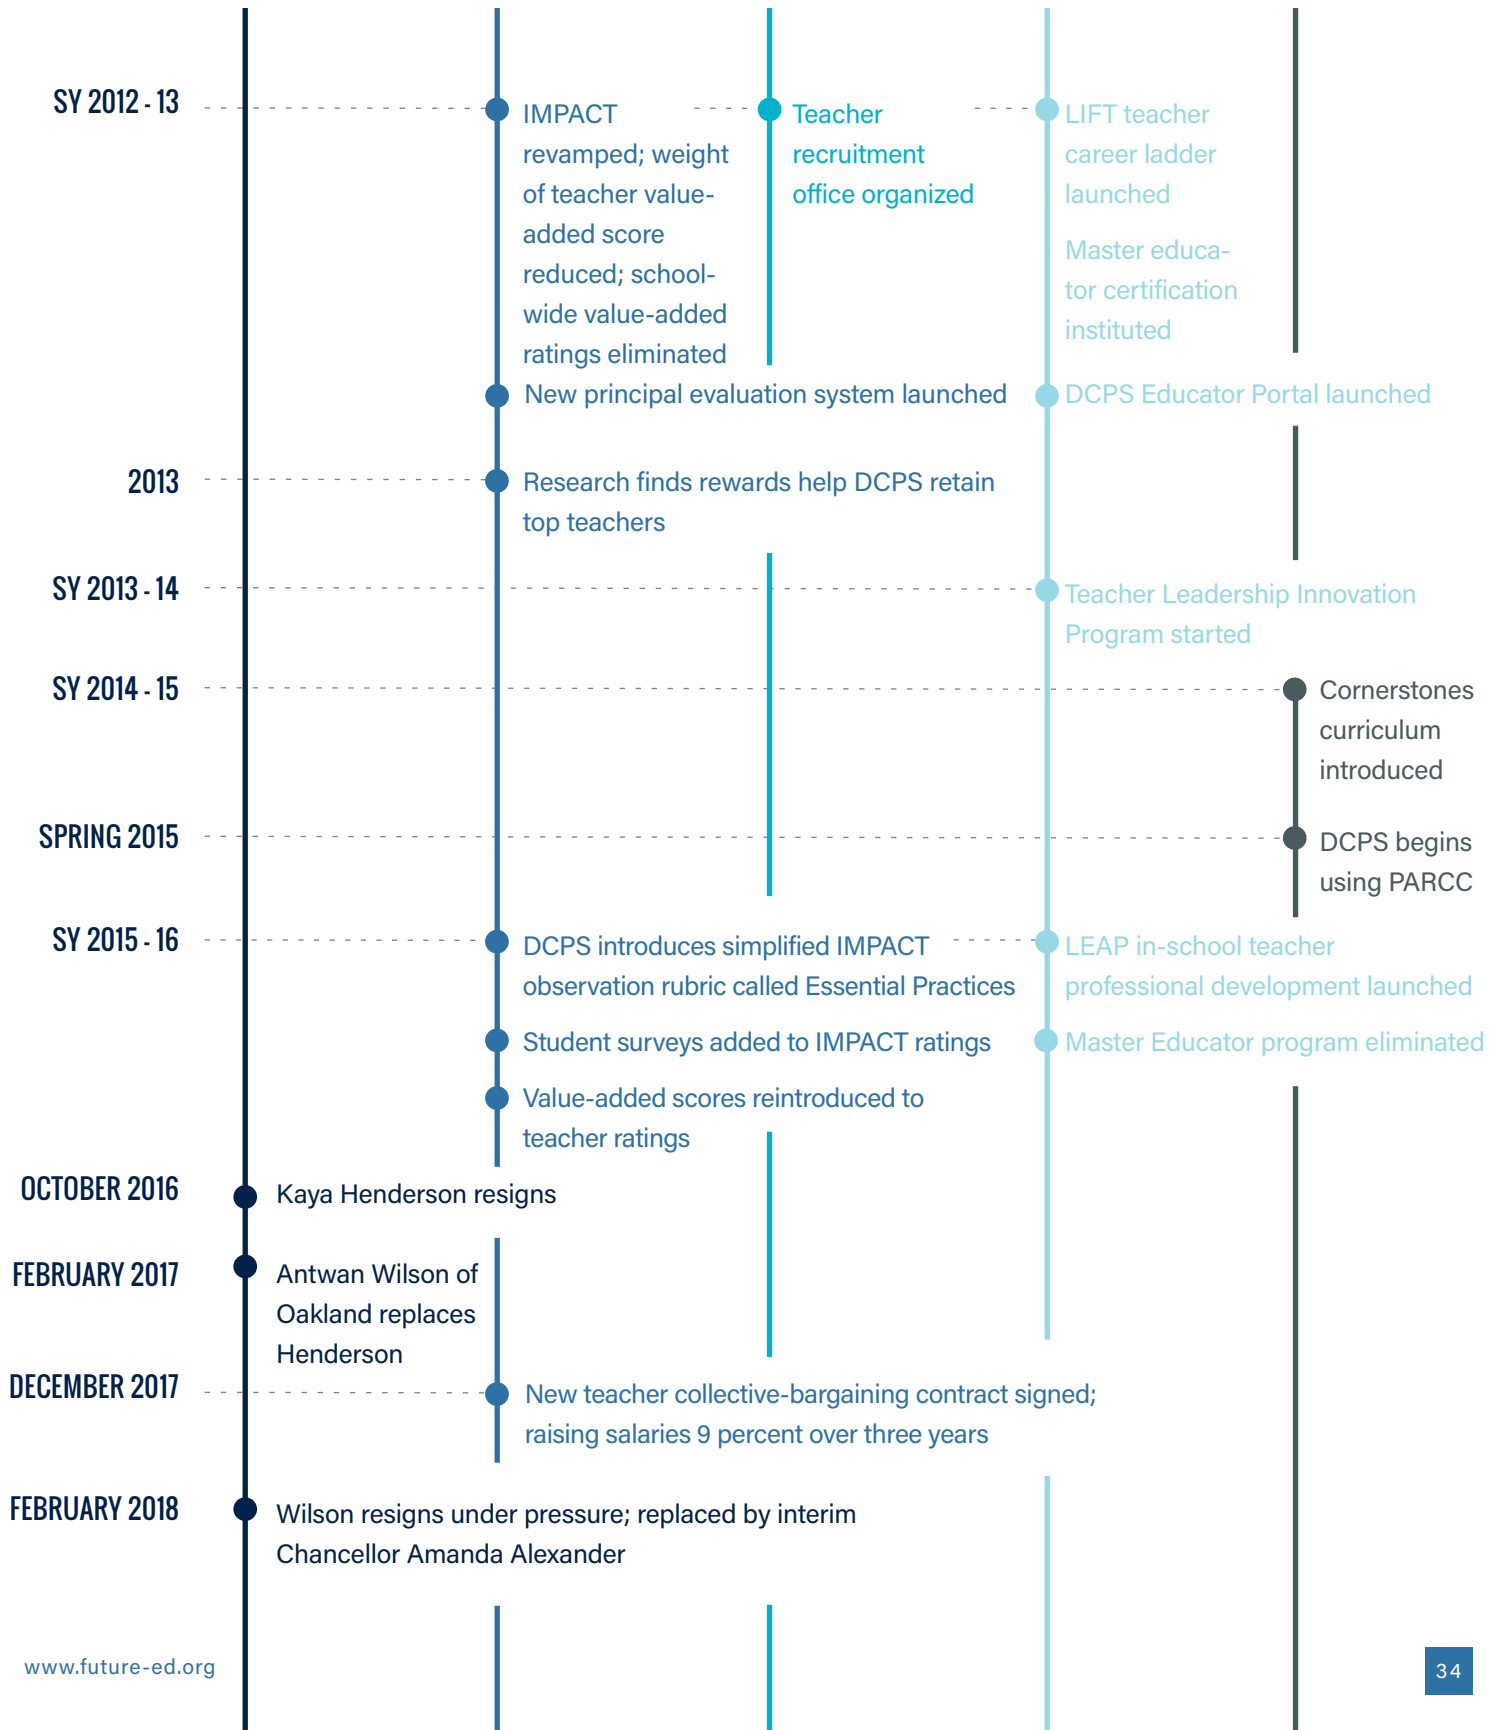 SY 2012 - 13
IMPACT
revamped; weight
of teacher value-
added score
reduced; school-
wide value-added
ratings eliminated
Teacher
recruitment
office organized
LIFT teacher
career ladder
launched
Master educa-
tor certification
instituted
New principal evaluation system launched
DCPS Educator Portal launched
2013
Research finds rewards help DCPS retain
top teachers
SY 2013 - 14
Teacher Leadership Innovation
Program started
SY 2014 - 15
Cornerstones
curriculum
introduced
SPRING 2015
DCPS begins
using PARCC
SY 2015 - 16
DCPS introduces simplified IMPACT
observation rubric called Essential Practices
LEAP in-school teacher
professional development launched
Student surveys added to IMPACT ratings
Master Educator program eliminated
Value-added scores reintroduced to
teacher ratings
OCTOBER 2016
Kaya Henderson resigns
FEBRUARY 2017
Antwan Wilson of
Oakland replaces
Henderson
DECEMBER 2017
New teacher collective-bargaining contract signed;
raising salaries 9 percent over three years
FEBRUARY 2018
Wilson resigns under pressure; replaced by interim
Chancellor Amanda Alexander
www.future-ed.org
34